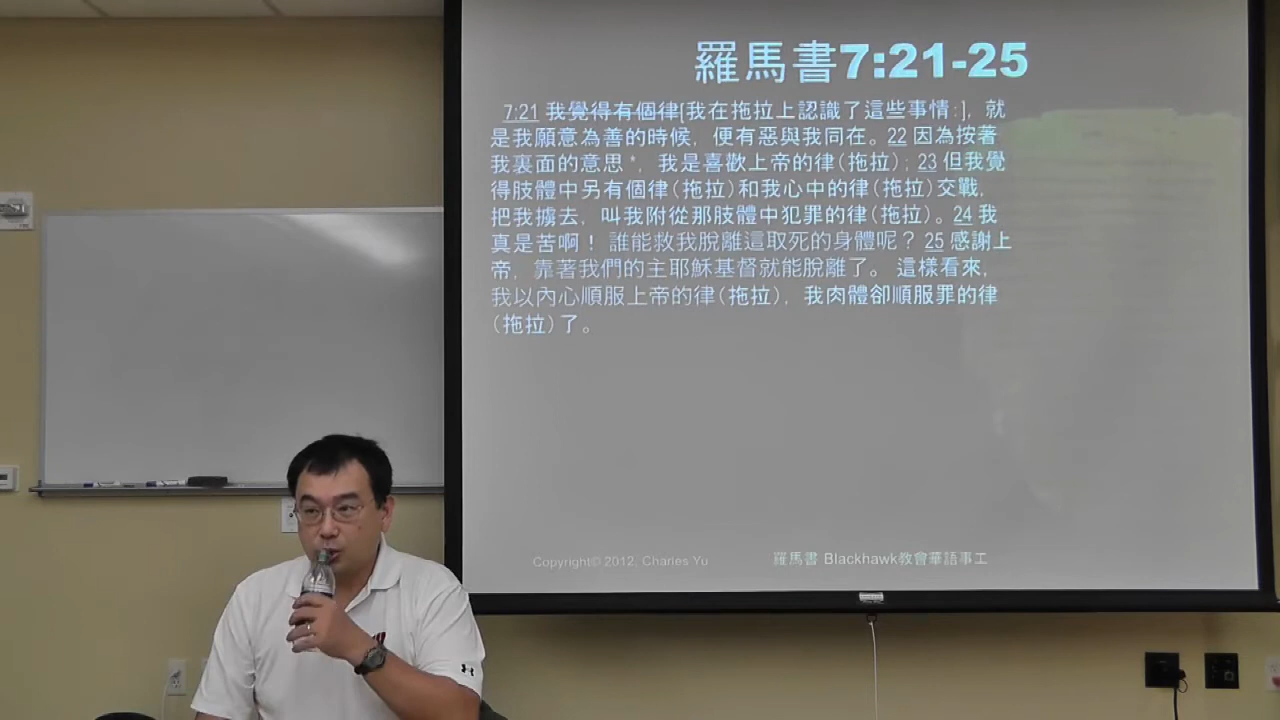 羅馬書7:21-25
7:21 我覺得有個律[我在拖拉上認識了這些事情:]，就
是我願意為善的時候，便有惡與我同在。22 因為按著
我裏面的意思*，我是喜歡上帝的律(拖拉)；23 但我覺
得肢體中另有個律(拖拉)和我心中的律(拖拉)交戰，
把我擄去，叫我附從那肢體中犯罪的律(拖拉)。24 我
真是苦啊！ 誰能救我脫離這取死的身體呢？ 25 感謝上
帝，靠著我們的主耶穌基督就能脫離了。 這樣看來，
我以內心順服上帝的律(拖拉)，我肉體卻順服罪的律
(拖拉)了。
Copyright© 2012, Charles Yu
羅馬書 Blackhawk教會華語事工